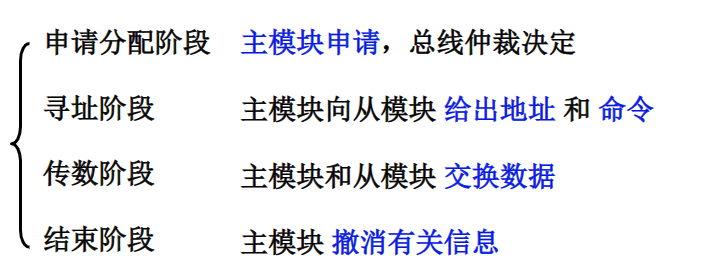 申请分配阶段 主模块申请，总线仲裁决定
寻址阶段 主模块向从模块 给出地址 和 命令
传数阶段 主模块和从模块 交换数据
结束阶段 主模块 撤消有关信息